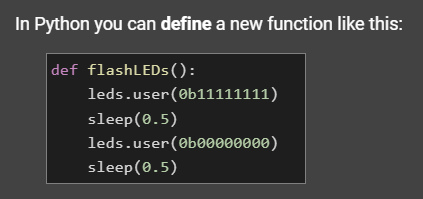 In Python you can define a new function like this:
def flashLEDs():
    leds.user(0b11111111)
    sleep(0.5)
    leds.user(0b00000000)
    sleep(0.5)